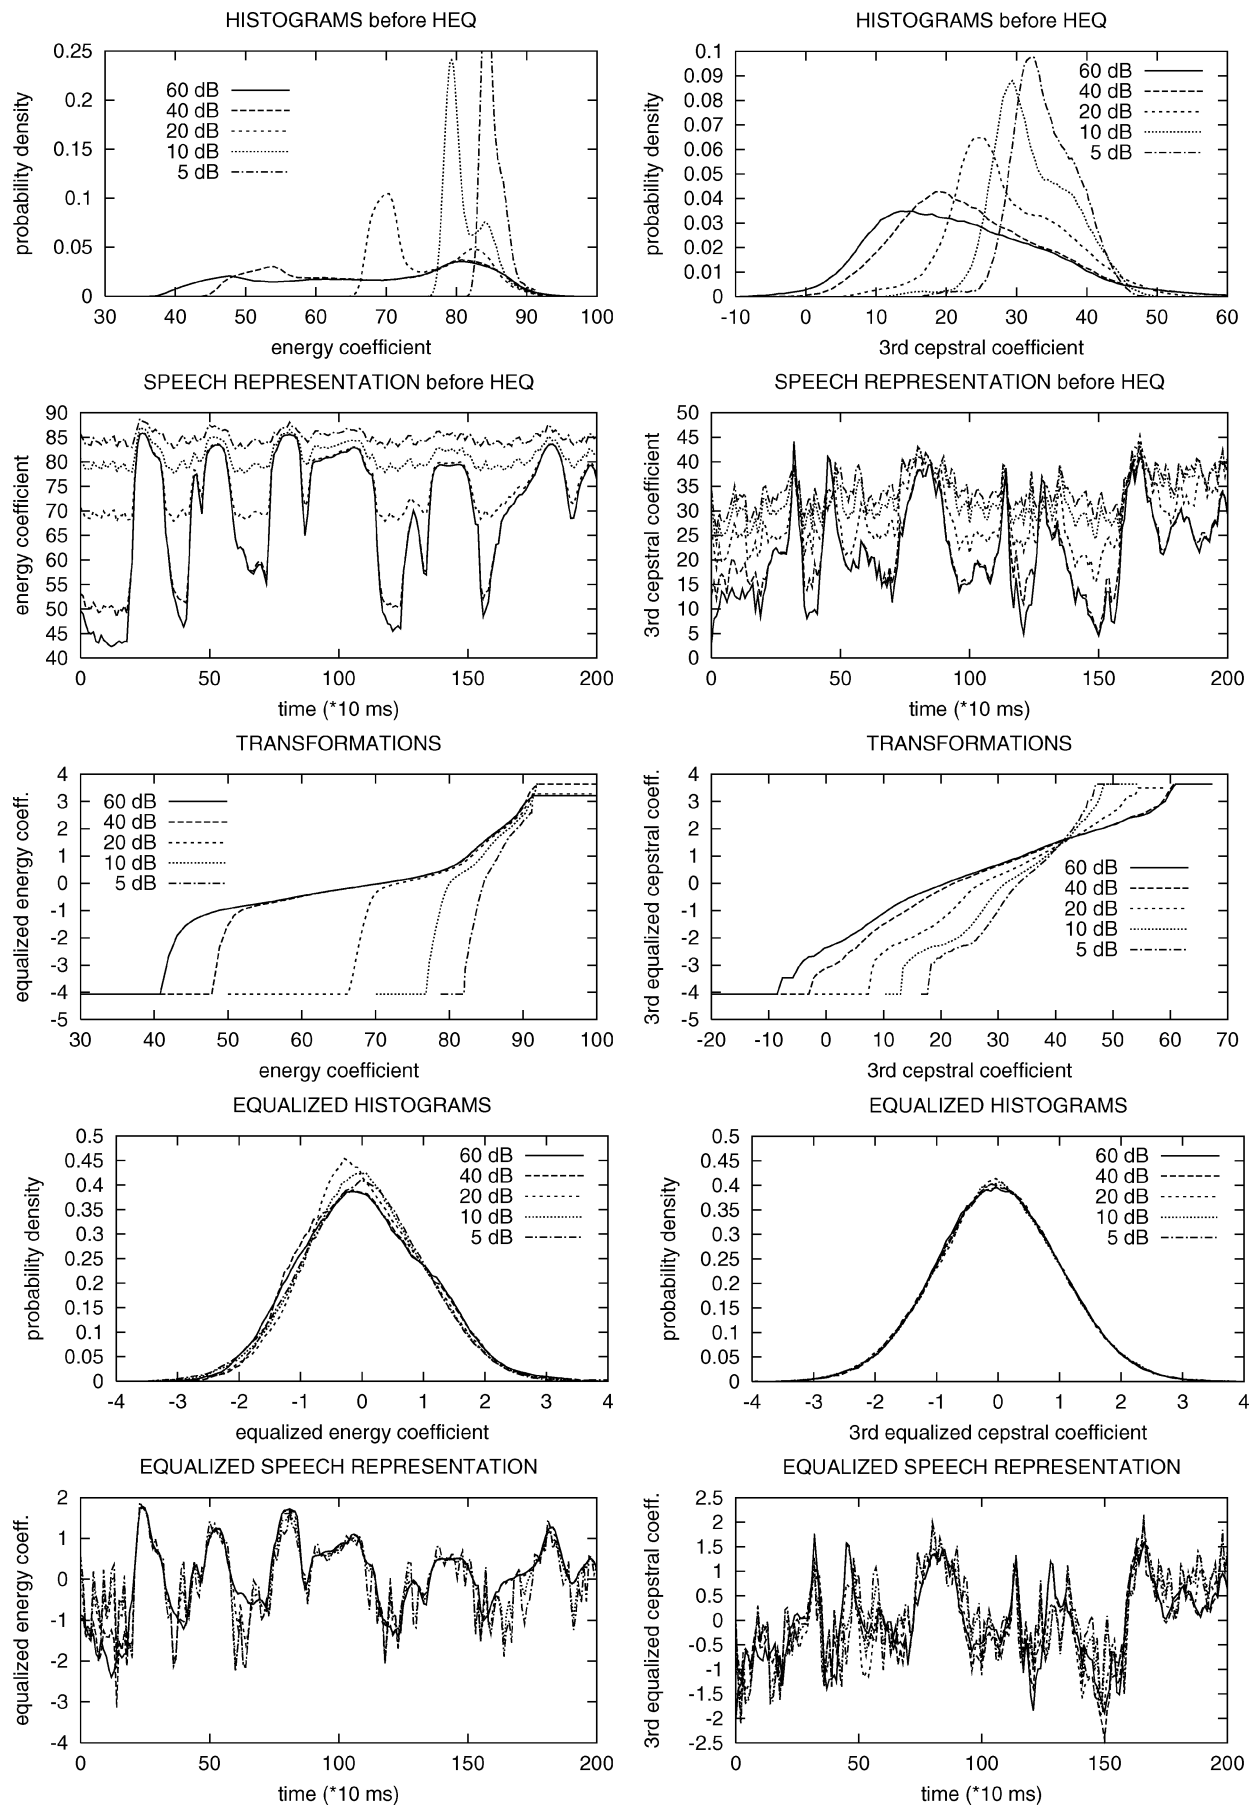 HISTOGRAMS before HEQ
probability density
0.25
0.2
0.15
0.1
0.05
0
60 dB
40 dB
20 dB
10 dB
5 dB
30 40 50 60 70 80 90 100
energy coefficient
HISTOGRAMS before HEQ
probability density
0.1
0.09
0.08
0.07
0.06
0.05
0.04
0.03
0.02
0.01
0
60 dB
40 dB
20 dB
10 dB
5 dB
-10 0 10 20 30 40 50 60
3rd cepstral coefficient
SPEECH REPRESENTATION before HEQ
energy coefficient
90
85
80
75
70
65
60
55
50
45
40
0 50 100 150 200
time (*10 ms)
SPEECH REPRESENTATION before HEQ
3rd cepstral coefficient
50
45
40
35
30
25
20
15
10
5
0
0 50 100 150 200
time (*10 ms)
TRANSFORMATIONS
equalized energy coeff.
4
3
2
1
0
-1
-2
-3
-4
-5
60 dB
40 dB
20 dB
10 dB
5 dB
30 40 50 60 70 80 90 100
energy coefficient
TRANSFORMATIONS
3rd equalized cepstral coeff.
4
3
2
1
0
-1
-2
-3
-4
-5
60 dB
40 dB
20 dB
10 dB
5 dB
-20 -10 0 10 20 30 40 50 60 70
3rd cepstral coefficient
EQUALIZED HISTOGRAMS
probability density
0.5
0.45
0.4
0.35
0.3
0.25
0.2
0.15
0.1
0.05
0
60 dB
40 dB
20 dB
10 dB
5 dB
-4 -3 -2 -1 0 1 2 3 4
equalized energy coefficient
EQUALIZED HISTOGRAMS
probability density
0.5
0.45
0.4
0.35
0.3
0.25
0.2
0.15
0.1
0.05
0
60 dB
40 dB
20 dB
10 dB
5 dB
-4 -3 -2 -1 0 1 2 3 4
3rd equalized cepstral coefficient
EQUALIZED SPEECH REPRESENTATION
equalized energy coeff.
2
1
0
-1
-2
-3
-4
0 50 100 150 200
time (*10 ms)
EQUALIZED SPEECH REPRESENTATION
3rd equalized cepstral coeff.
2.5
2
1.5
1
0.5
0
-0.5
-1
-1.5
-2
-2.5
0 50 100 150 200
time (*10 ms)